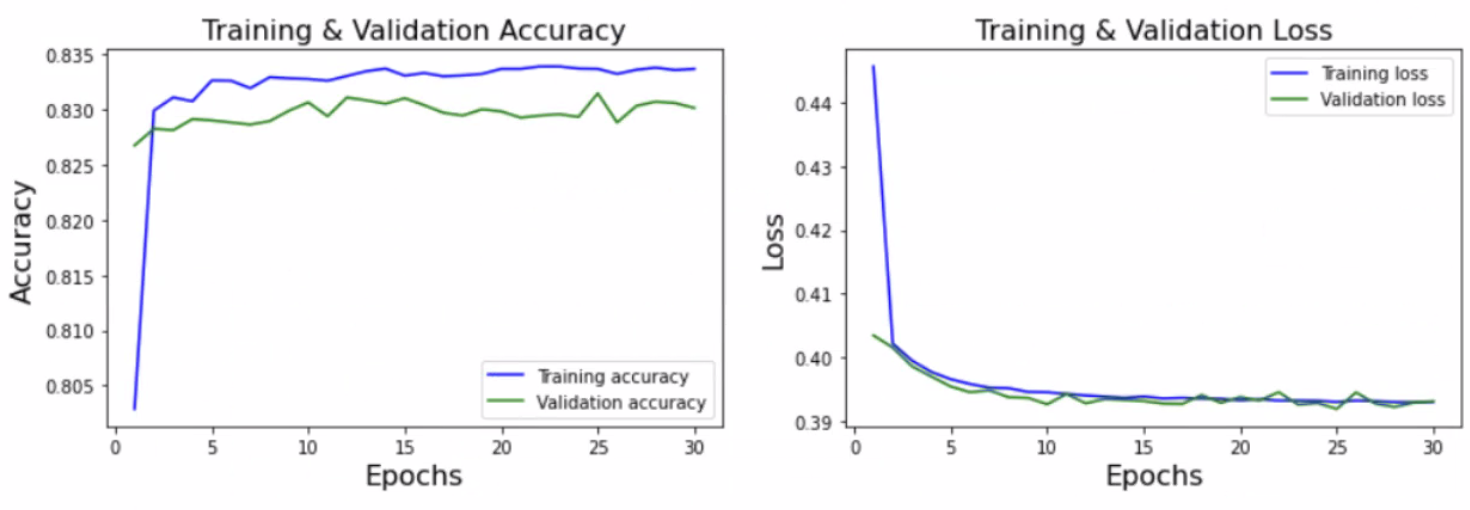 Training & Validation Accuracy
0.835
0.830
0.825
0.820
0.815
0.810
0.805
Accuracy
Training accuracy
Validation accuracy
0 5 10 15 20 25 30
Epochs
Training & Validation Loss
Training loss
Validation loss
0.44
0.43
0.42
0.41
0.40
0.39
Loss
0 5 10 15 20 25 30
Epochs